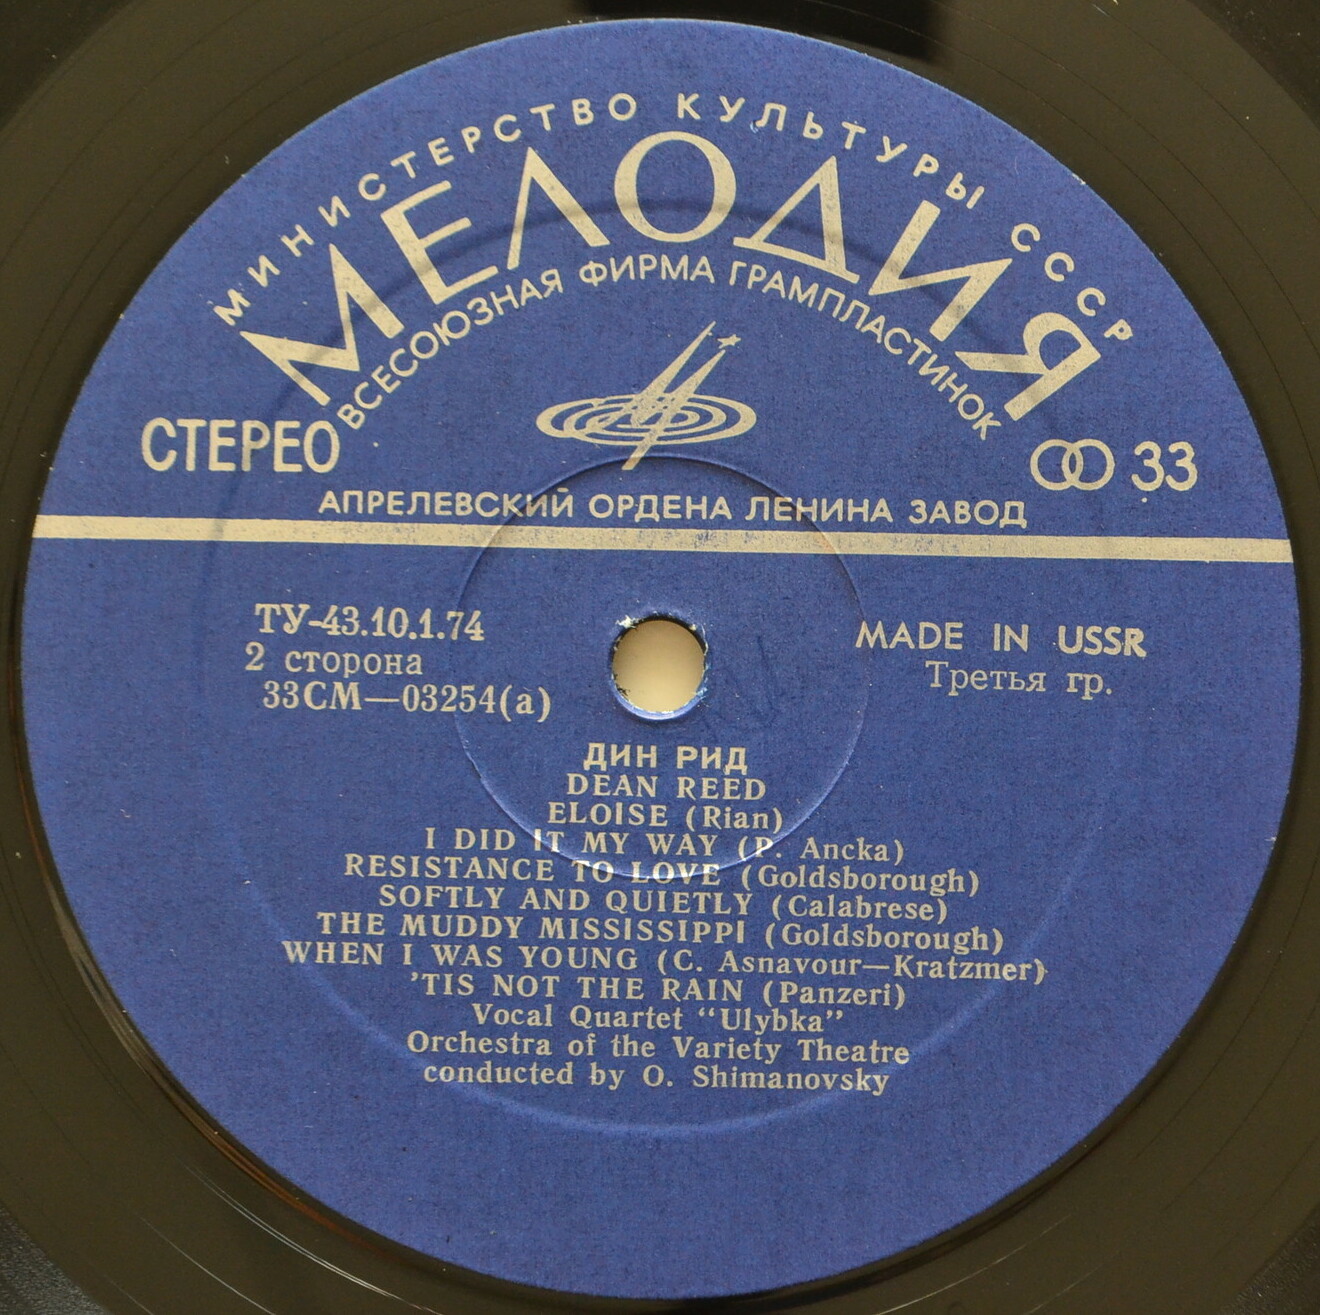 МИНИСТЕРСТВО КУЛЬТУРЫ СССР
МЕЛОДИЯ
ВСЕСОЮЗНАЯ ФИРМА ГРАМПЛАСТИНОК
СТЕРЕО
33
АПРЕЛЕВСКИЙ ОРДЕНА ЛЕНИНА ЗАВОД
ТУ-43.10.1.74
2 сторона
33СМ—03254(а)
MADE IN USSR
Третья гр.
ДИН РИД
DEAN REED
ELOISE (Rian)
I DID IT MY WAY (P. Ancka)
RESISTANCE TO LOVE (Goldsborough)
SOFTLY AND QUIETLY (Calabrese)
THE MUDDY MISSISSIPPI (Goldsborough)
WHEN I WAS YOUNG (C. Asnavour—Kratzmer)
’TIS NOT THE RAIN (Panzeri)
Vocal Quartet “Ulybka”
Orchestra of the Variety Theatre
conducted by O. Shimanovsky